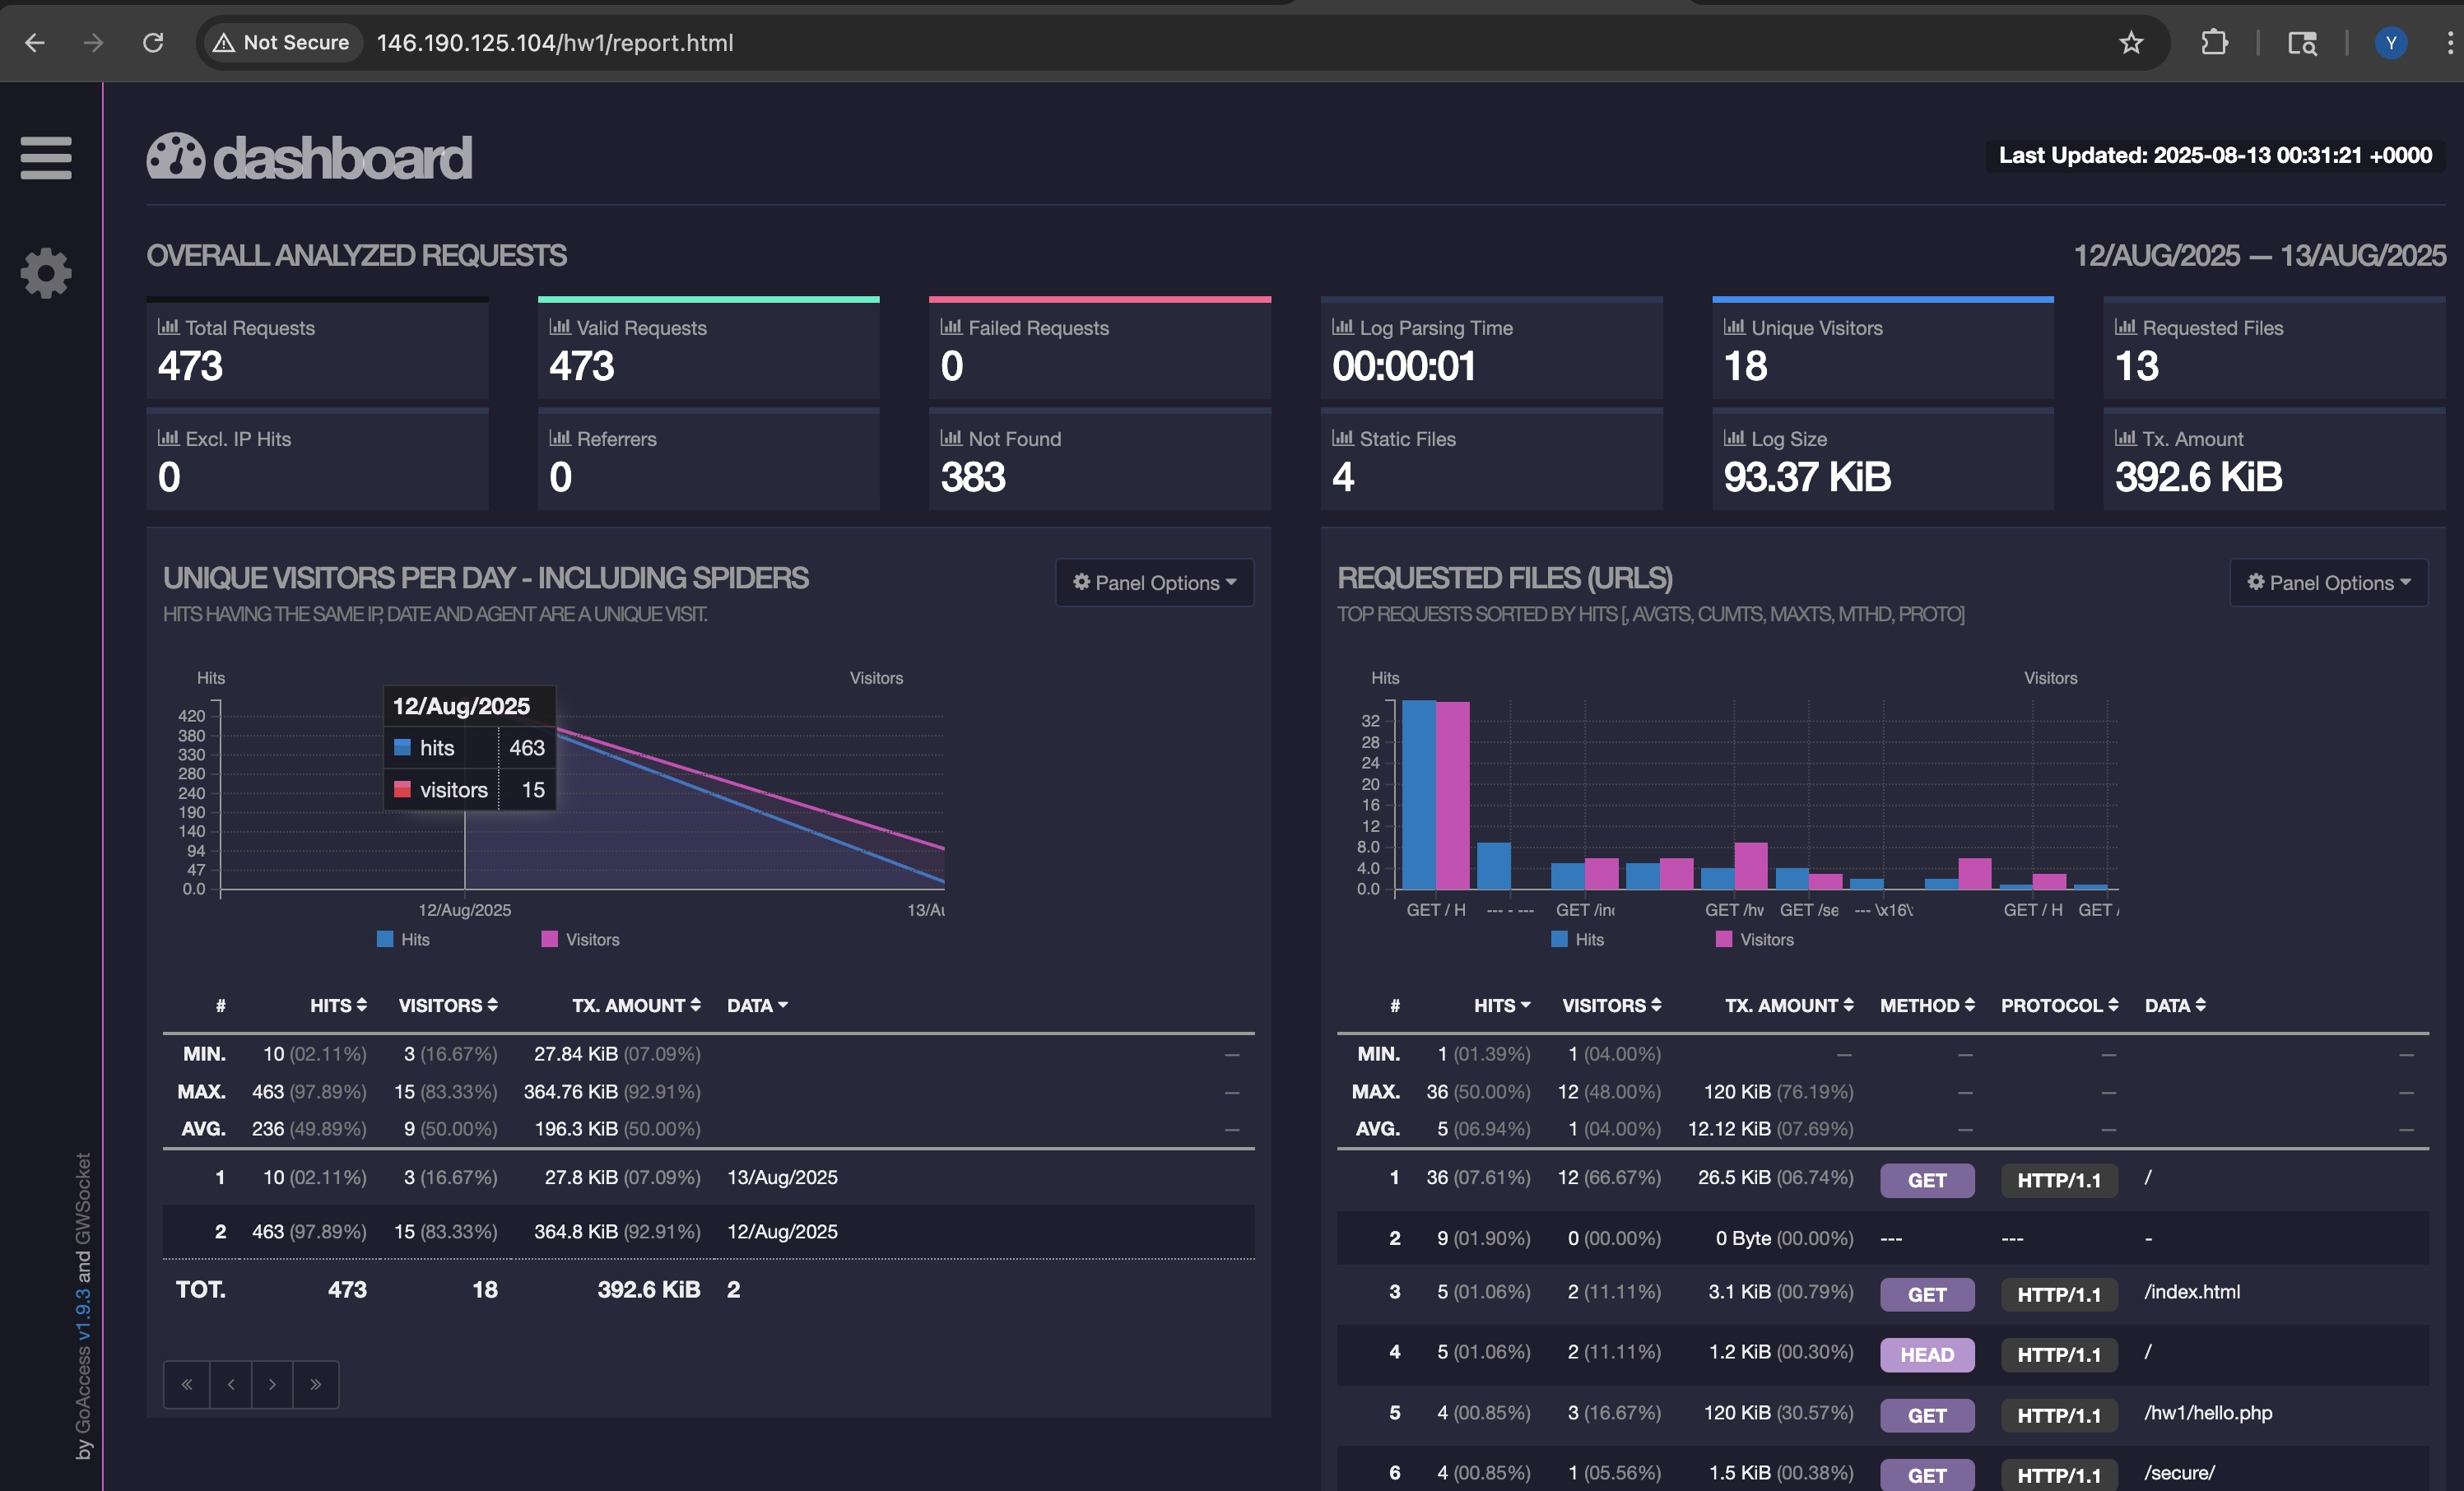 Not Secure 146.190.125.104/hw1/report.html
Y
dashboard
Last Updated: 2025-08-13 00:31:21 +0000
OVERALL ANALYZED REQUESTS
12/AUG/2025 — 13/AUG/2025
Total Requests
473
Valid Requests
473
Failed Requests
0
Log Parsing Time
00:00:01
Unique Visitors
18
Requested Files
13
Excl. IP Hits
0
Referrers
0
Not Found
383
Static Files
4
Log Size
93.37 KiB
Tx. Amount
392.6 KiB
UNIQUE VISITORS PER DAY - INCLUDING SPIDERS
Panel Options
HITS HAVING THE SAME IP, DATE AND AGENT ARE A UNIQUE VISIT.
Hits
Visitors
420
380
330
280
240
190
140
94
47
0.0
12/Aug/2025
hits 463
visitors 15
12/Aug/2025
13/Au
Hits
Visitors
# HITS VISITORS TX. AMOUNT DATA
MIN. 10 (02.11%) 3 (16.67%) 27.84 KiB (07.09%) —
MAX. 463 (97.89%) 15 (83.33%) 364.76 KiB (92.91%) —
AVG. 236 (49.89%) 9 (50.00%) 196.3 KiB (50.00%) —
1 10 (02.11%) 3 (16.67%) 27.8 KiB (07.09%) 13/Aug/2025
2 463 (97.89%) 15 (83.33%) 364.8 KiB (92.91%) 12/Aug/2025
TOT. 473 18 392.6 KiB 2
« ‹ › »
REQUESTED FILES (URLS)
Panel Options
TOP REQUESTS SORTED BY HITS [, AVGTS, CUMTS, MAXTS, MTHD, PROTO]
Hits
Visitors
32
28
24
20
16
12
8.0
4.0
0.0
GET / H
--- - ---
GET /ind
GET /hw
GET /se
--- \x16\
GET / H
GET /
Hits
Visitors
# HITS VISITORS TX. AMOUNT METHOD PROTOCOL DATA
MIN. 1 (01.39%) 1 (04.00%) — — — —
MAX. 36 (50.00%) 12 (48.00%) 120 KiB (76.19%) — — —
AVG. 5 (06.94%) 1 (04.00%) 12.12 KiB (07.69%) — — —
1 36 (07.61%) 12 (66.67%) 26.5 KiB (06.74%) GET HTTP/1.1 /
2 9 (01.90%) 0 (00.00%) 0 Byte (00.00%) --- --- -
3 5 (01.06%) 2 (11.11%) 3.1 KiB (00.79%) GET HTTP/1.1 /index.html
4 5 (01.06%) 2 (11.11%) 1.2 KiB (00.30%) HEAD HTTP/1.1 /
5 4 (00.85%) 3 (16.67%) 120 KiB (30.57%) GET HTTP/1.1 /hw1/hello.php
6 4 (00.85%) 1 (05.56%) 1.5 KiB (00.38%) GET HTTP/1.1 /secure/
by GoAccess v1.9.3 and GWSocket